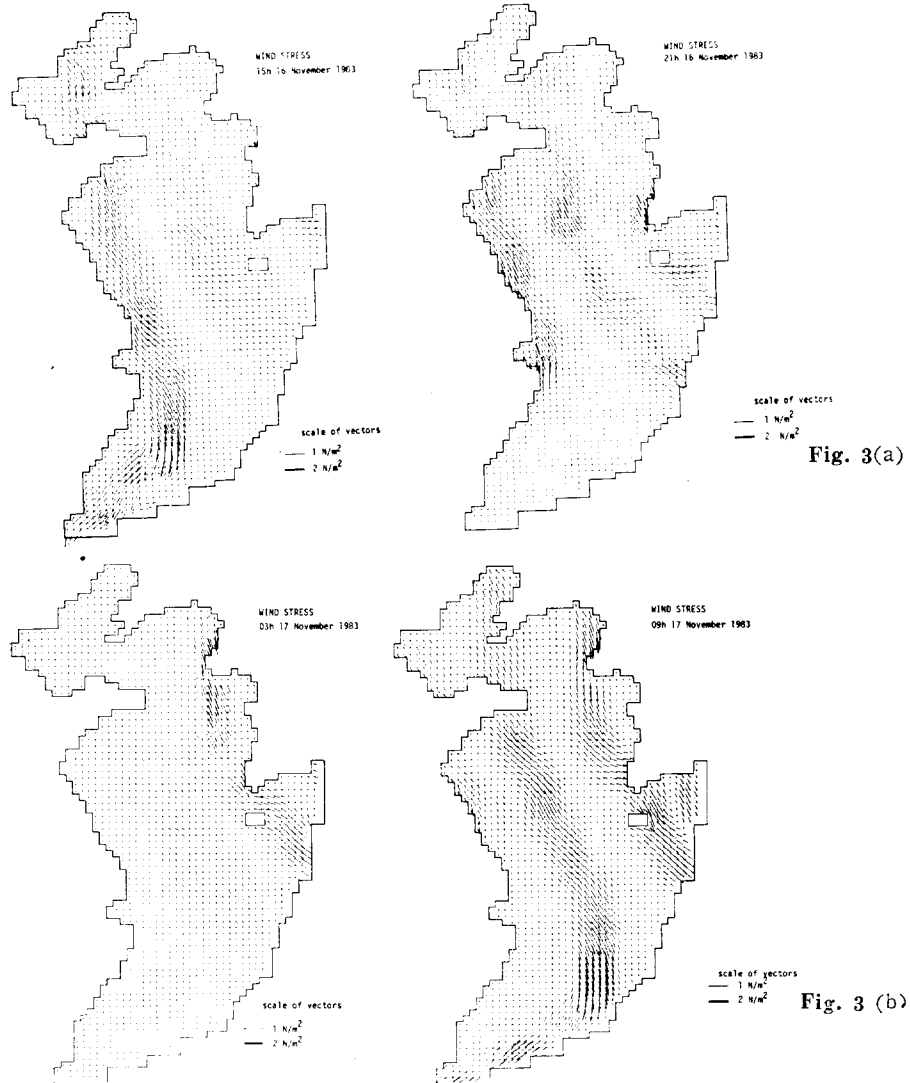 WIND STRESS
15h 16 November 1983
scale of vectors
1 N/m²
2 N/m²
WIND STRESS
21h 16 November 1983
scale of vectors
1 N/m²
2 N/m²
Fig. 3(a)
WIND STRESS
03h 17 November 1983
scale of vectors
1 N/m²
2 N/m²
WIND STRESS
09h 17 November 1983
scale of vectors
1 N/m²
2 N/m²
Fig. 3 (b)